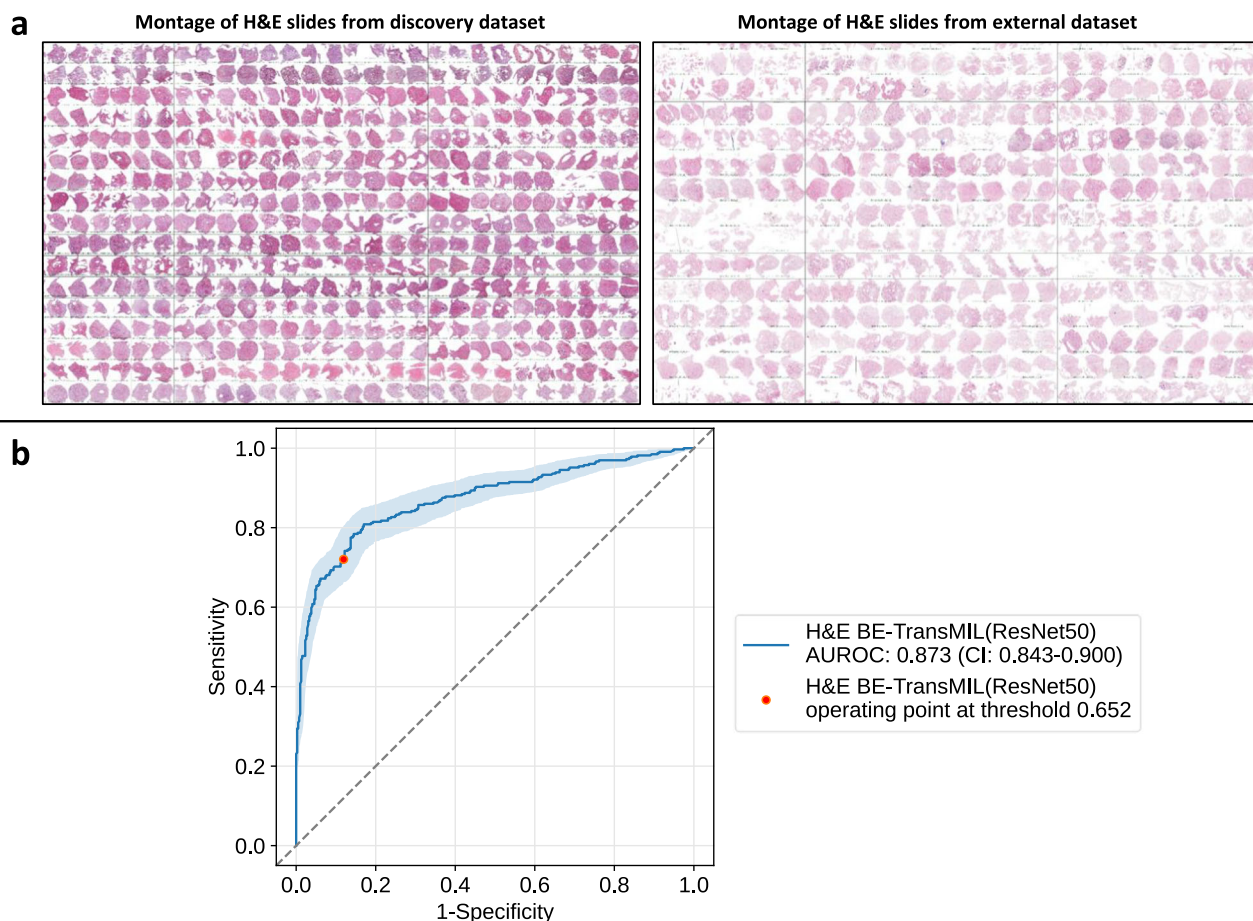 a
Montage of H&E slides from discovery dataset
Montage of H&E slides from external dataset
b
1.0
0.8
0.6
0.4
0.2
0.0
Sensitivity
0.0 0.2 0.4 0.6 0.8 1.0
1-Specificity
H&E BE-TransMIL(ResNet50)
AUROC: 0.873 (CI: 0.843-0.900)
H&E BE-TransMIL(ResNet50)
operating point at threshold 0.652